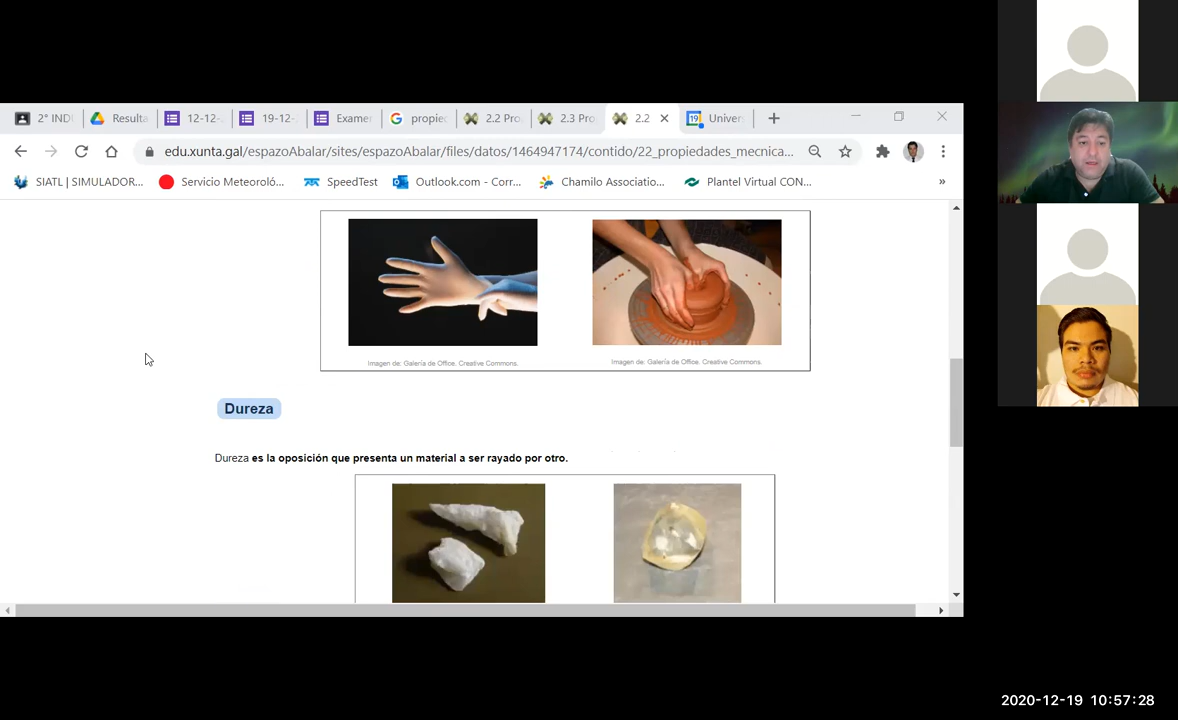 2° IND
Resulta
12-12-
19-12-
Examen
propied
2.2 Pro
2.3 Pro
2.2
19
Univer
edu.xunta.gal/espazoAbalar/sites/espazoAbalar/files/datos/1464947174/contido/22_propiedades_mecnica...
SIATL | SIMULADOR...
Servicio Meteoroló...
SpeedTest
Outlook.com - Corr...
Chamilo Associatio...
Plantel Virtual CON...
»
Imagen de: Galería de Office. Creative Commons.
Imagen de: Galería de Office. Creative Commons.
Dureza
Dureza es la oposición que presenta un material a ser rayado por otro.
2020-12-19 10:57:28